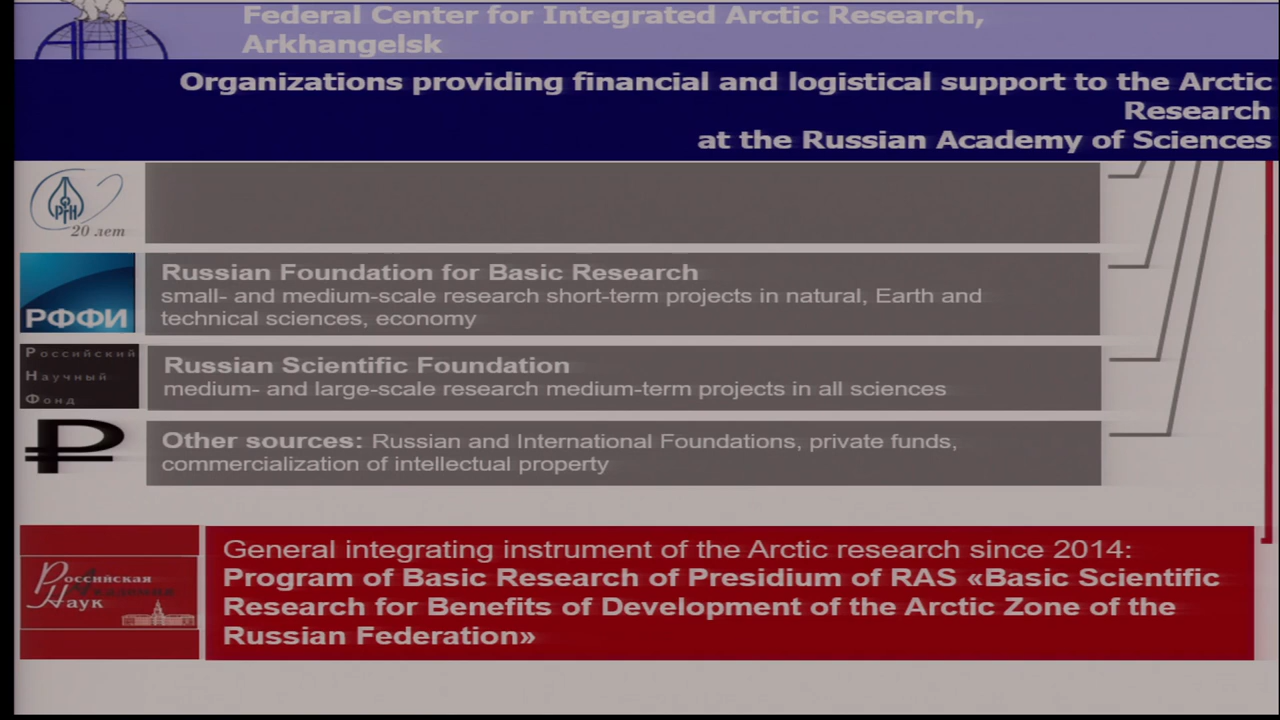 Federal Center for Integrated Arctic Research,
Arkhangelsk
Organizations providing financial and logistical support to the Arctic
Research
at the Russian Academy of Sciences
РГН
20 лет
Russian Foundation for Basic Research
small- and medium-scale research short-term projects in natural, Earth and
technical sciences, economy
РФФИ
Российский
Научный
Фонд
Russian Scientific Foundation
medium- and large-scale research medium-term projects in all sciences
Other sources: Russian and International Foundations, private funds,
commercialization of intellectual property
Российская
Академия
Наук
General integrating instrument of the Arctic research since 2014:
Program of Basic Research of Presidium of RAS «Basic Scientific
Research for Benefits of Development of the Arctic Zone of the
Russian Federation»